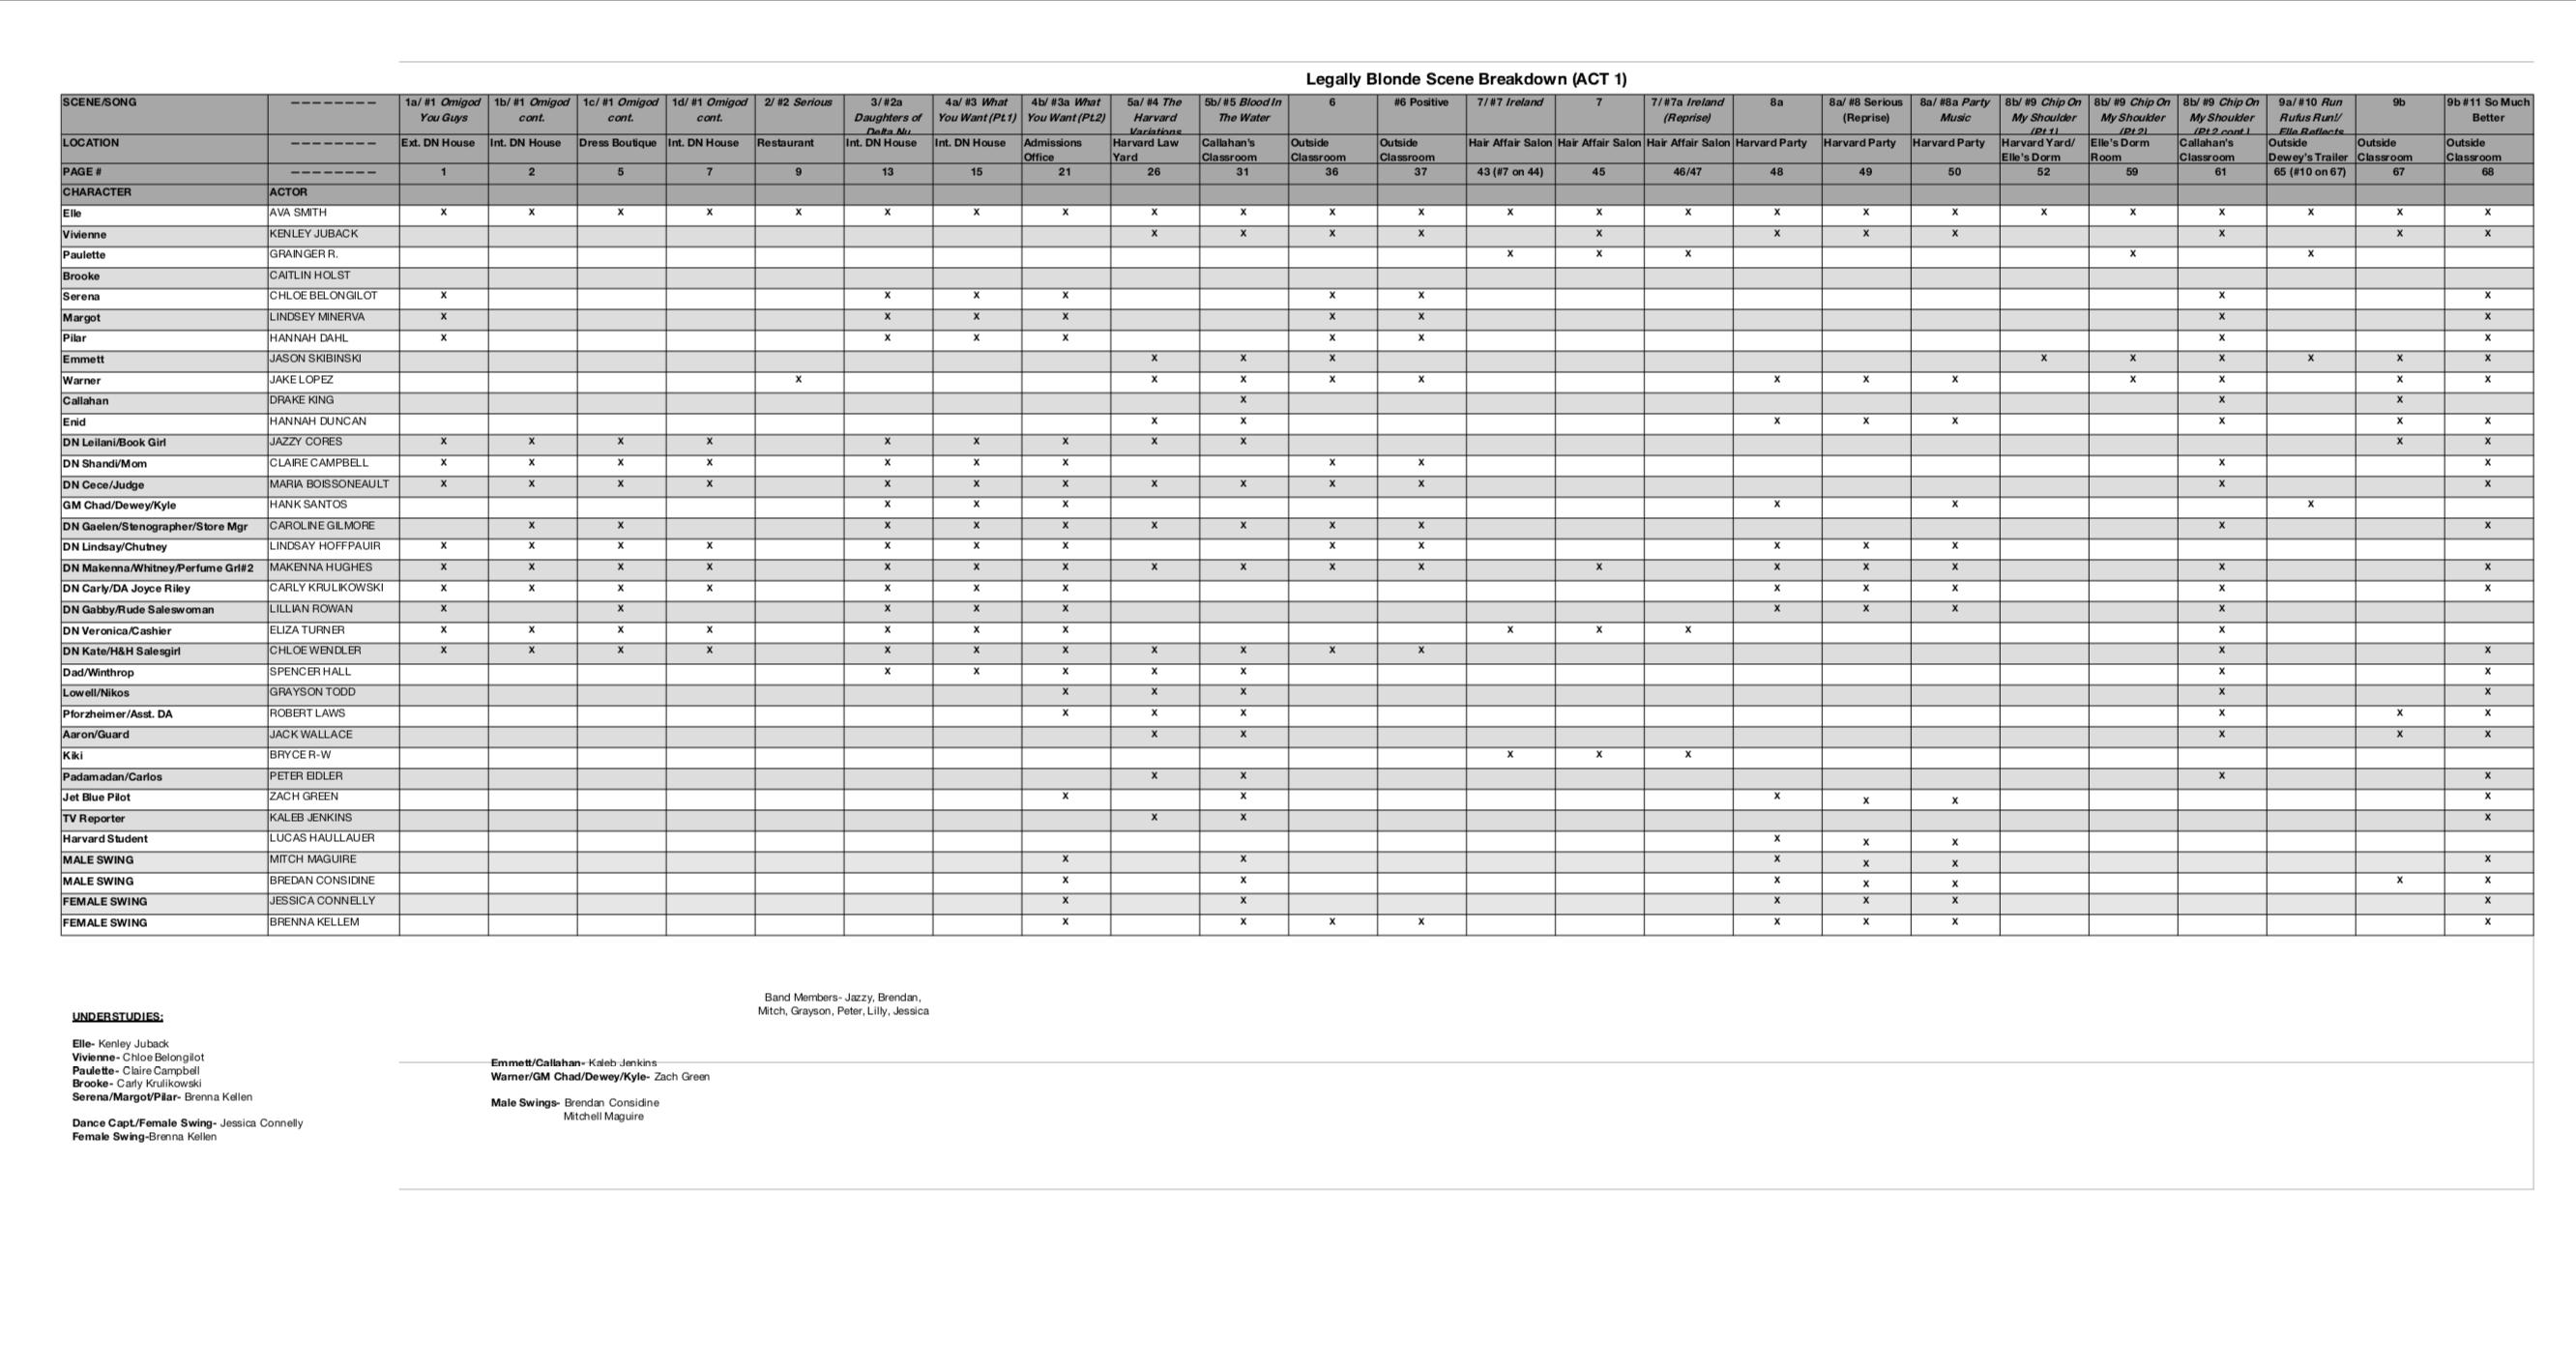 Legally Blonde Scene Breakdown (ACT 1)
SCENE/SONG ———————— 1a/ #1 Omigod You Guys 1b/ #1 Omigod cont. 1c/ #1 Omigod cont. 1d/ #1 Omigod cont. 2/ #2 Serious 3/ #2a Daughters of Delta Nu 4a/ #3 What You Want (Pt.1) 4b/ #3a What You Want (Pt.2) 5a/ #4 The Harvard Variations 5b/ #5 Blood In The Water 6 #6 Positive 7/ #7 Ireland 7 7/ #7a Ireland (Reprise) 8a 8a/ #8 Serious (Reprise) 8a/ #8a Party Music 8b/ #9 Chip On My Shoulder (Pt.1) 8b/ #9 Chip On My Shoulder (Pt.2) 8b/ #9 Chip On My Shoulder (Pt.2 cont.) 9a/ #10 Run Rufus Run!/ Elle Reflects 9b 9b #11 So Much Better
LOCATION ———————— Ext. DN House Int. DN House Dress Boutique Int. DN House Restaurant Int. DN House Int. DN House Admissions Office Harvard Law Yard Callahan's Classroom Outside Classroom Outside Classroom Hair Affair Salon Hair Affair Salon Hair Affair Salon Harvard Party Harvard Party Harvard Party Harvard Yard/ Elle's Dorm Elle's Dorm Room Callahan's Classroom Outside Dewey's Trailer Outside Classroom Outside Classroom
PAGE # ———————— 1 2 5 7 9 13 15 21 26 31 36 37 43 (#7 on 44) 45 46/47 48 49 50 52 59 61 65 (#10 on 67) 67 68
CHARACTER ACTOR
Elle AVA SMITH x x x x x x x x x x x x x x x x x x x x x x x x
Vivienne KENLEY JUBACK x x x x x x x x x x x
Paulette GRAINGER R. x x x x x
Brooke CAITLIN HOLST
Serena CHLOE BELONGILOT x x x x x x x x
Margot LINDSEY MINERVA x x x x x x x x
Pilar HANNAH DAHL x x x x x x x x
Emmett JASON SKIBINSKI x x x x x x x x x
Warner JAKE LOPEZ x x x x x x x x x x x x
Callahan DRAKE KING x x x
Enid HANNAH DUNCAN x x x x x x x x
DN Leilani/Book Girl JAZZY CORES x x x x x x x x x x x
DN Shandi/Mom CLAIRE CAMPBELL x x x x x x x x x x x
DN Cece/Judge MARIA BOISSONEAULT x x x x x x x x x x x x x
GM Chad/Dewey/Kyle HANK SANTOS x x x x x x
DN Gaelen/Stenographer/Store Mgr CAROLINE GILMORE x x x x x x x x x x x
DN Lindsay/Chutney LINDSAY HOFFPAUIR x x x x x x x x x x x x
DN Makenna/Whitney/Perfume Grl#2 MAKENNA HUGHES x x x x x x x x x x x x x x x x x
DN Carly/DA Joyce Riley CARLY KRULIKOWSKI x x x x x x x x x x x x
DN Gabby/Rude Saleswoman LILLIAN ROWAN x x x x x x x x x
DN Veronica/Cashier ELIZA TURNER x x x x x x x x x x x
DN Kate/H&H Salesgirl CHLOE WENDLER x x x x x x x x x x x x x
Dad/Winthrop SPENCER HALL x x x x x x x
Lowell/Nikos GRAYSON TODD x x x x x
Pforzheimer/Asst. DA ROBERT LAWS x x x x x x
Aaron/Guard JACK WALLACE x x x x x
Kiki BRYCE R-W x x x
Padamadan/Carlos PETER EIDLER x x x x
Jet Blue Pilot ZACH GREEN x x x x x x
TV Reporter KALEB JENKINS x x x
Harvard Student LUCAS HAULLAUER x x x
MALE SWING MITCH MAGUIRE x x x x x x
MALE SWING BREDAN CONSIDINE x x x x x x x
FEMALE SWING JESSICA CONNELLY x x x x x x
FEMALE SWING BRENNA KELLEM x x x x x x x x
Band Members- Jazzy, Brendan,
Mitch, Grayson, Peter, Lilly, Jessica
UNDERSTUDIES:
Elle- Kenley Juback
Vivienne- Chloe Belongilot
Paulette- Claire Campbell
Brooke- Carly Krulikowski
Serena/Margot/Pilar- Brenna Kellen
Dance Capt./Female Swing- Jessica Connelly
Female Swing-Brenna Kellen
Emmett/Callahan- Kaleb Jenkins
Warner/GM Chad/Dewey/Kyle- Zach Green
Male Swings- Brendan Considine
Mitchell Maguire